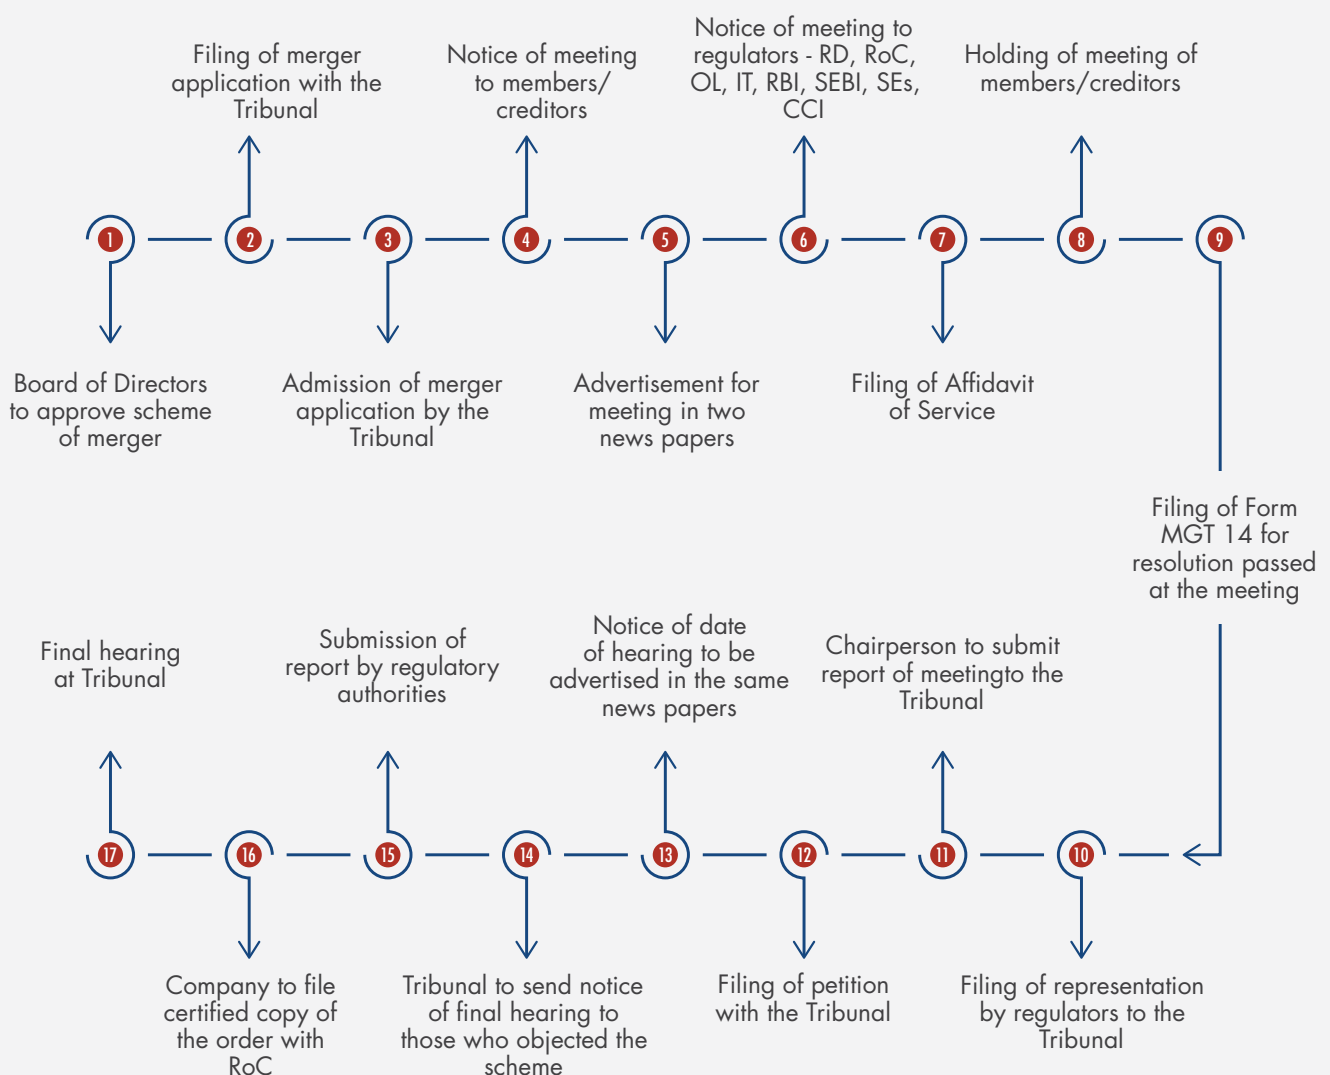 1
Board of Directors
to approve scheme
of merger
2
Filing of merger
application with the
Tribunal
3
Admission of merger
application by the
Tribunal
4
Notice of meeting
to members/
creditors
5
Advertisement for
meeting in two
news papers
6
Notice of meeting to
regulators - RD, RoC,
OL, IT, RBI, SEBI, SEs,
CCI
7
Filing of Affidavit
of Service
8
Holding of meeting of
members/creditors
9
Filing of Form
MGT 14 for
resolution passed
at the meeting
10
Filing of representation
by regulators to the
Tribunal
11
Chairperson to submit
report of meetingto the
Tribunal
12
Filing of petition
with the Tribunal
13
Notice of date
of hearing to be
advertised in the same
news papers
14
Tribunal to send notice
of final hearing to
those who objected the
scheme
15
Submission of
report by regulatory
authorities
16
Company to file
certified copy of
the order with
RoC
17
Final hearing
at Tribunal